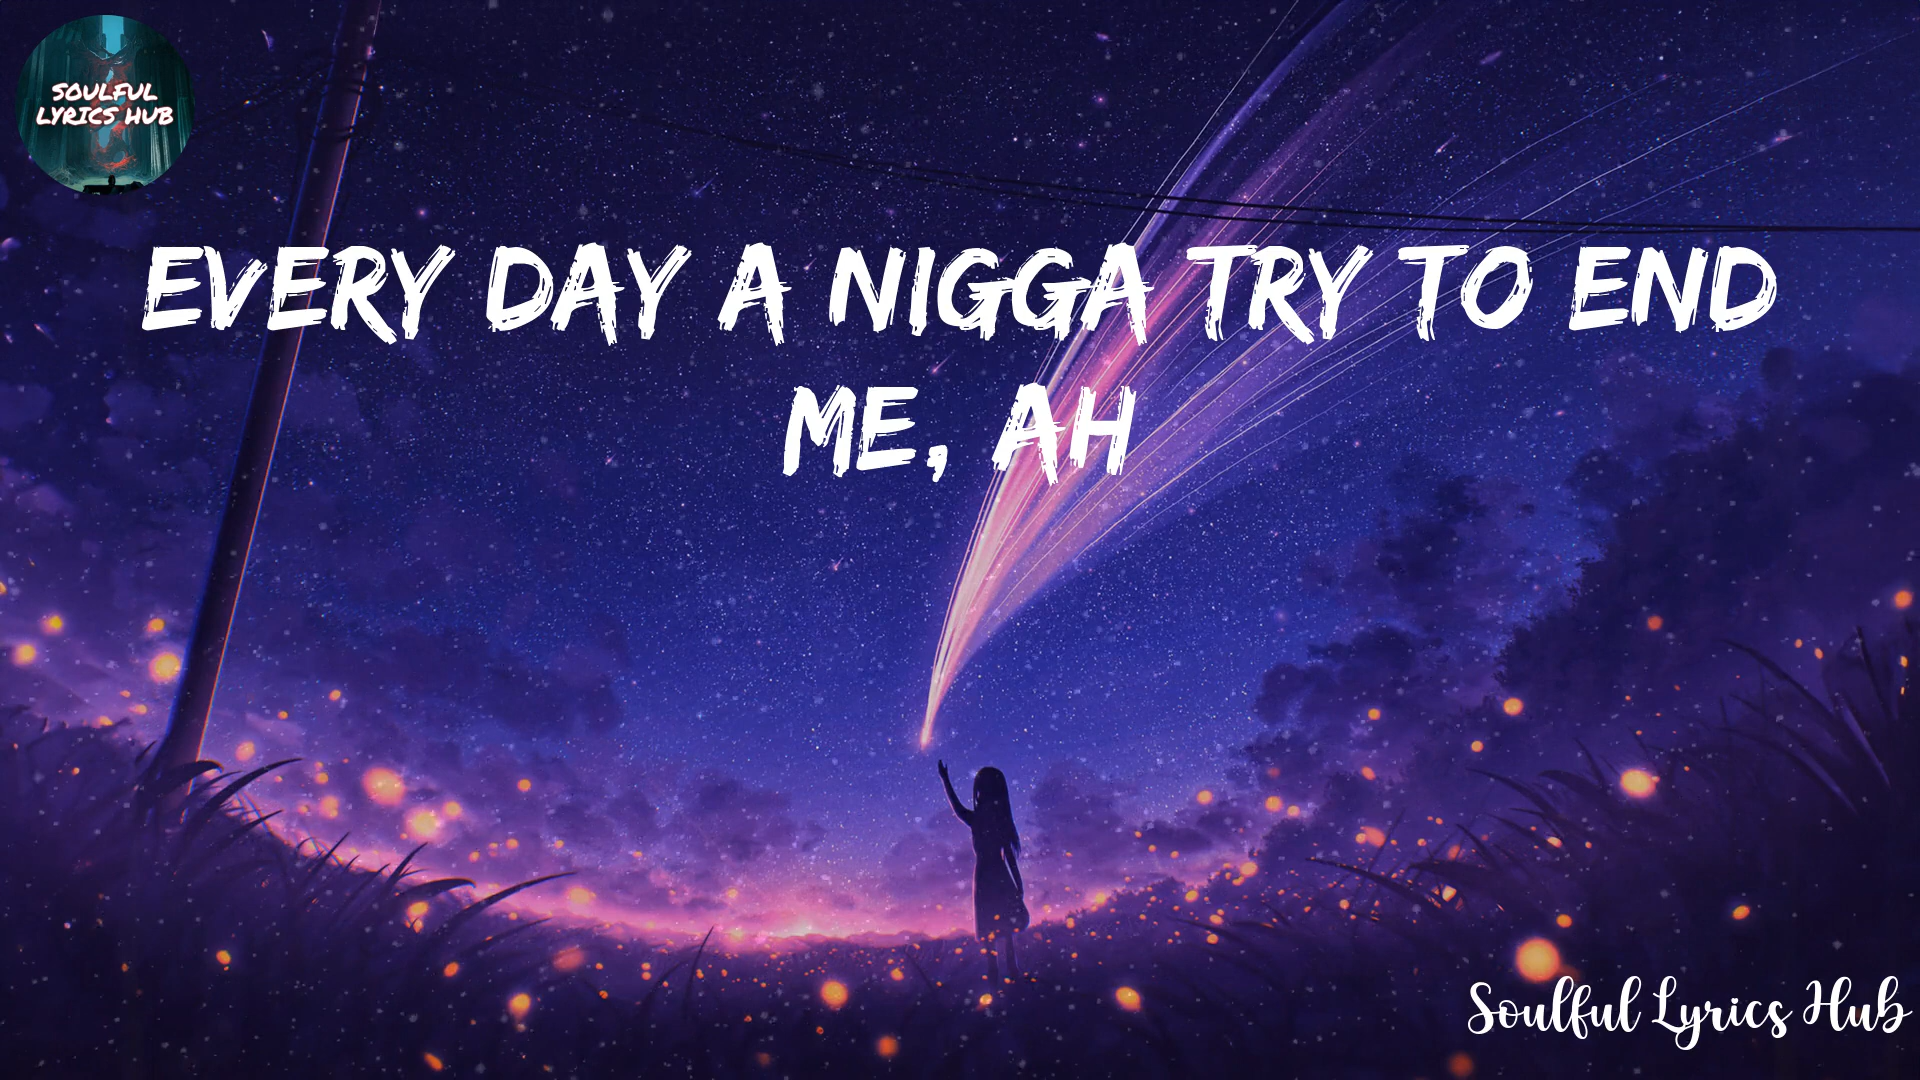 SOULFUL
LYRICS HUB
EVERY DAY A NIGGA TRY TO END
ME, AH
Soulful Lyrics Hub